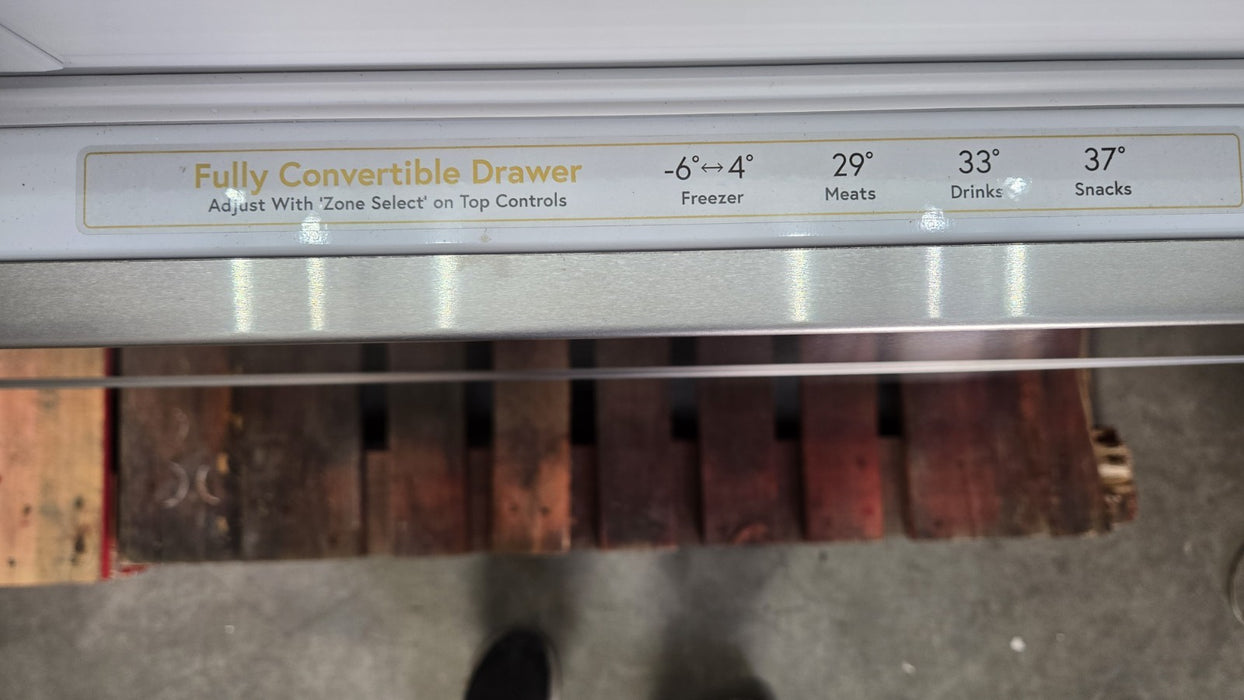 Fully Convertible Drawer
Adjust With 'Zone Select' on Top Controls
-6°↔4°
Freezer
29°
Meats
33°
Drinks
37°
Snacks